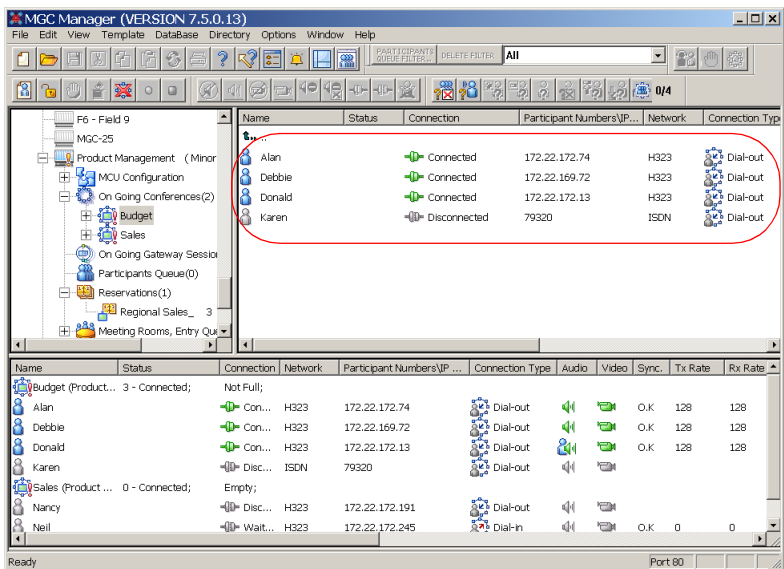 MGC Manager (VERSION 7.5.0.13)
File Edit View Template DataBase Directory Options Window Help
PARTICIPANTS QUEUE FILTER... DELETE FILTER All
0/4
F6 - Field 9
MGC-25
Product Management (Minor
MCU Configuration
On Going Conferences(2)
Budget
Sales
On Going Gateway Session
Participants Queue(0)
Reservations(1)
Regional Sales_ 3
Meeting Rooms, Entry Qu
Name Status Connection Participant Numbers\IP... Network Connection Typ
..
Alan Connected 172.22.172.74 H323 Dial-out
Debbie Connected 172.22.169.72 H323 Dial-out
Donald Connected 172.22.172.13 H323 Dial-out
Karen Disconnected 79320 ISDN Dial-out
Name Status Connection Network Participant Numbers\IP ... Connection Type Audio Video Sync. Tx Rate Rx Rate
Budget (Product... 3 - Connected; Not Full;
Alan Con... H323 172.22.172.74 Dial-out O.K 128 128
Debbie Con... H323 172.22.169.72 Dial-out O.K 128 128
Donald Con... H323 172.22.172.13 Dial-out O.K 128 128
Karen Disc... ISDN 79320 Dial-out
Sales (Product ... 0 - Connected; Empty;
Nancy Disc... H323 172.22.172.191 Dial-out
Neil Wait... H323 172.22.172.245 Dial-in O.K 0 0
Ready Port 80